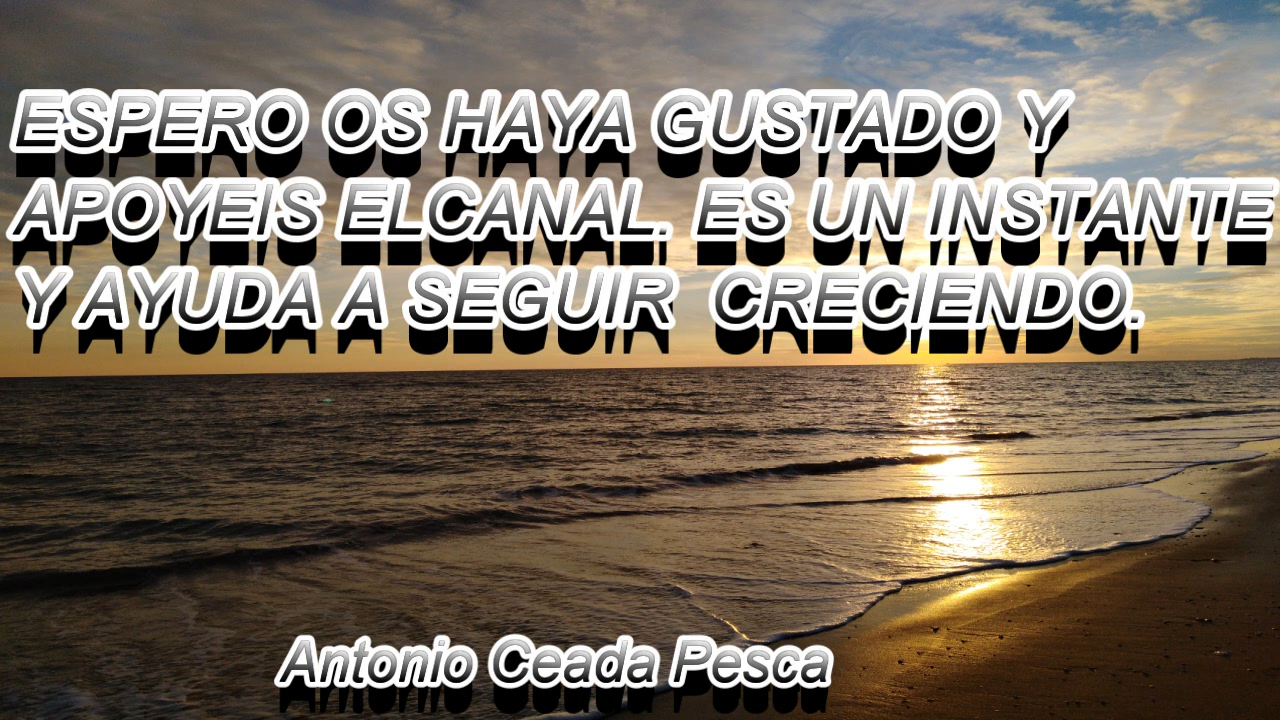 ESPERO OS HAYA GUSTADO Y
APOYEIS ELCANAL. ES UN INSTANTE
Y AYUDA A SEGUIR CRECIENDO.
Antonio Ceada Pesca